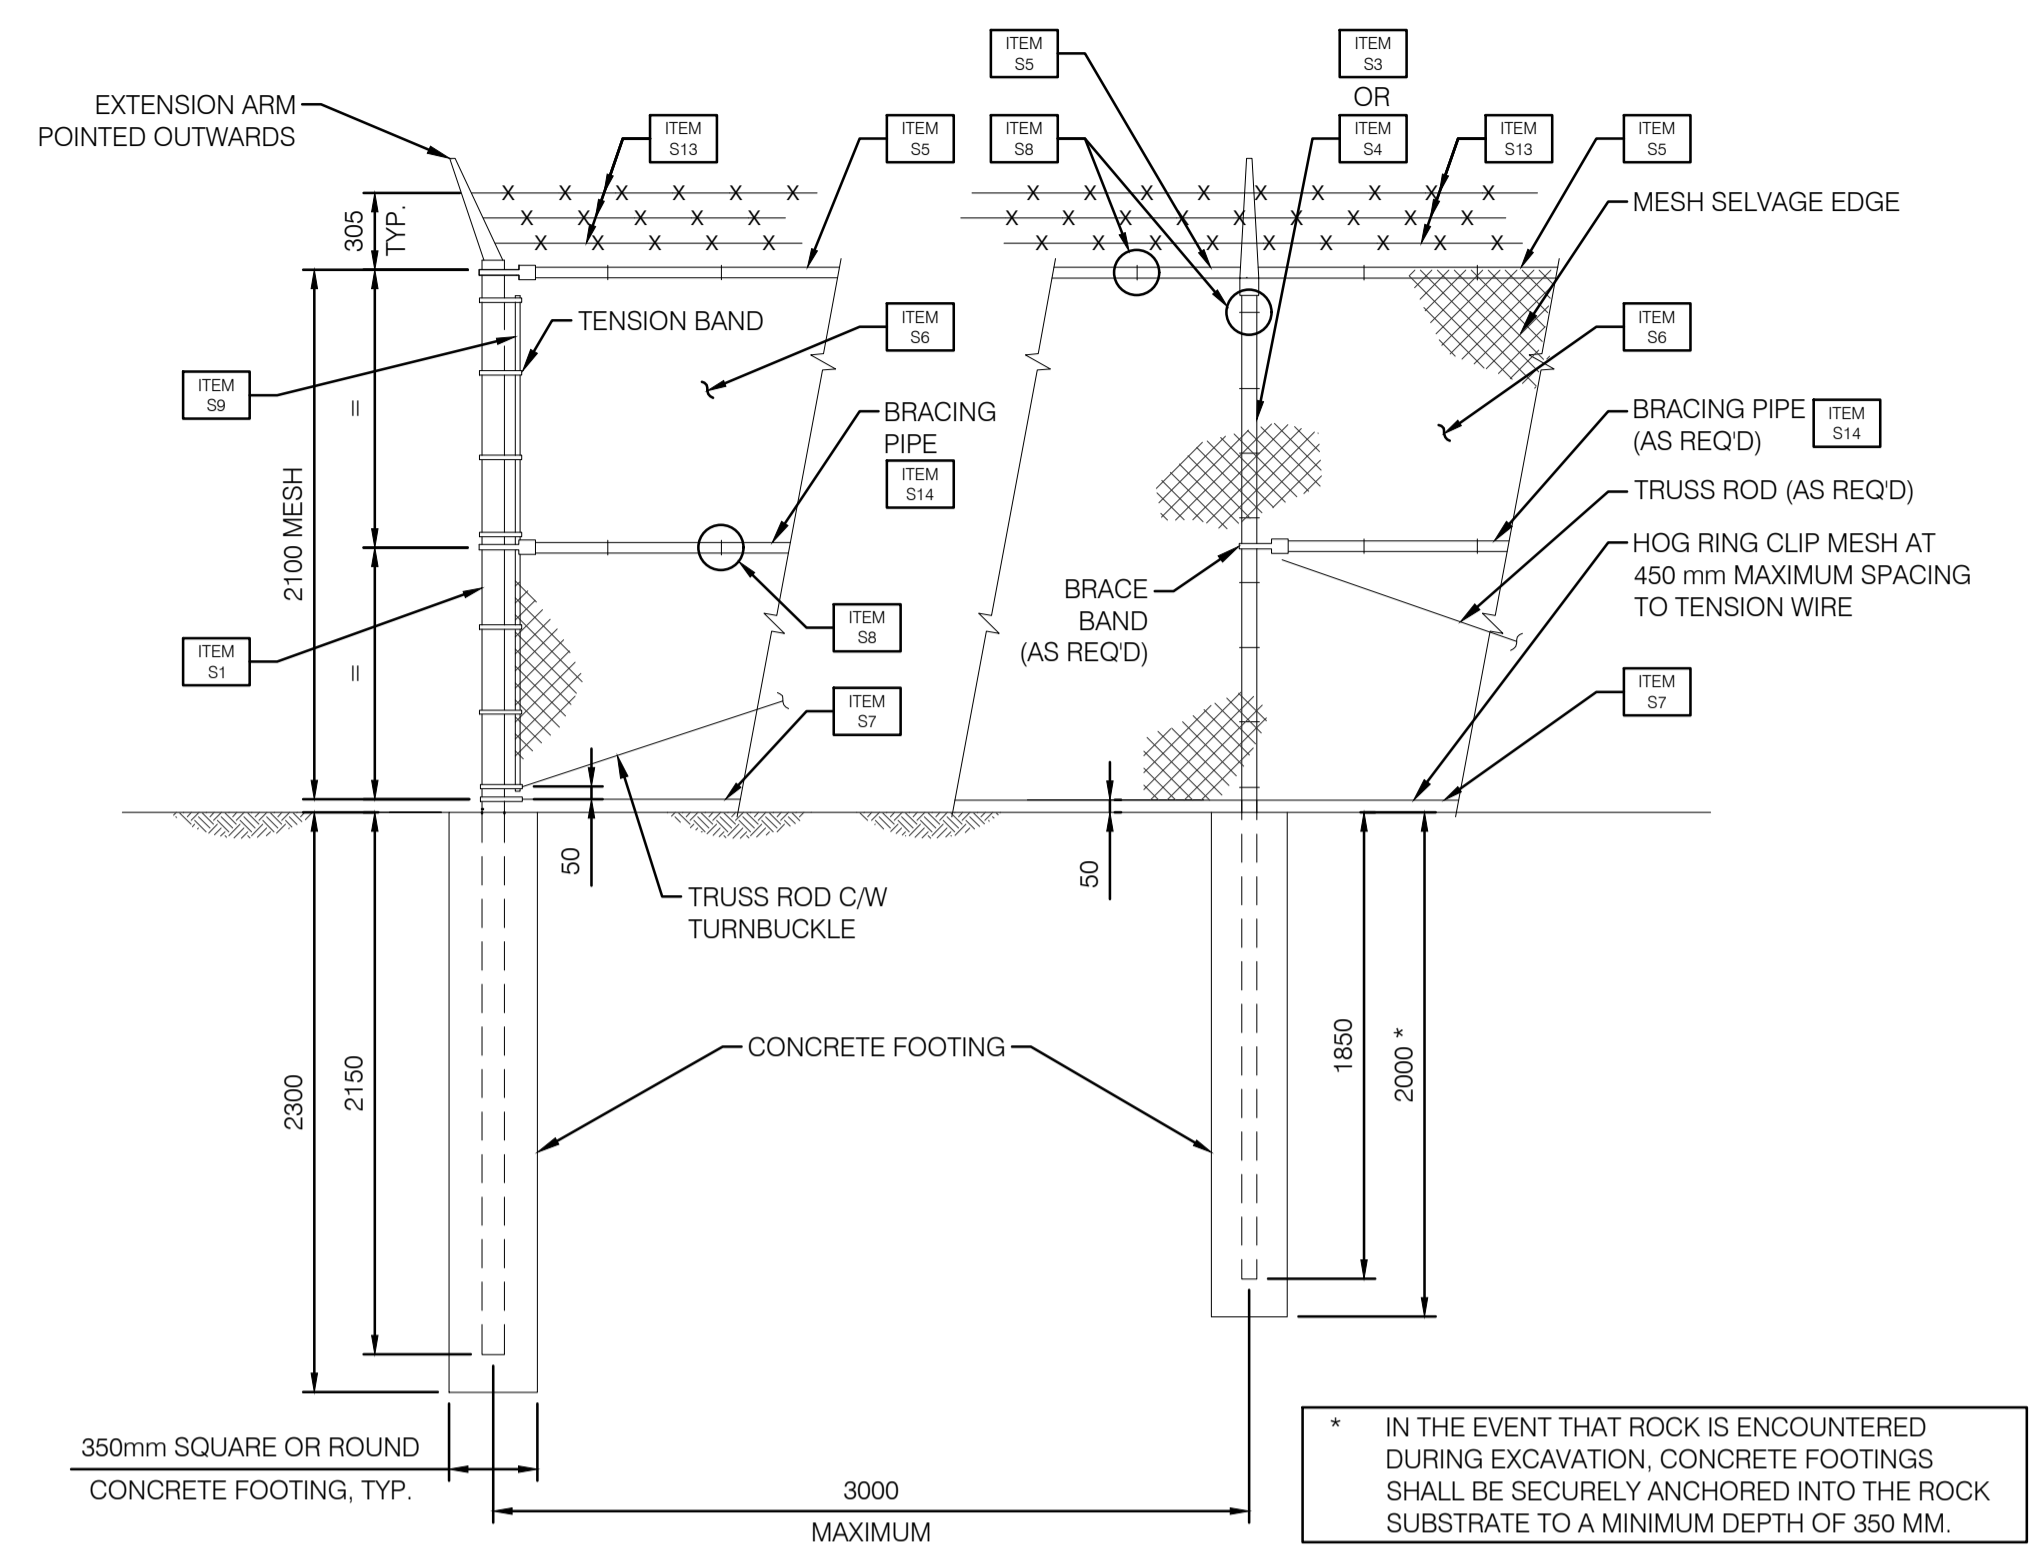 ITEM
S5
ITEM
S3
OR
ITEM
S4
EXTENSION ARM
POINTED OUTWARDS
ITEM
S13
ITEM
S5
ITEM
S8
ITEM
S13
ITEM
S5
MESH SELVAGE EDGE
305
TYP.
TENSION BAND
ITEM
S6
ITEM
S6
ITEM
S9
=
BRACING
PIPE
ITEM
S14
BRACING PIPE
(AS REQ'D)
ITEM
S14
2100 MESH
TRUSS ROD (AS REQ'D)
HOG RING CLIP MESH AT
450 mm MAXIMUM SPACING
TO TENSION WIRE
BRACE
BAND
(AS REQ'D)
ITEM
S8
ITEM
S1
=
ITEM
S7
ITEM
S7
50
50
TRUSS ROD C/W
TURNBUCKLE
CONCRETE FOOTING
2300
2150
1850
2000 *
350mm SQUARE OR ROUND
CONCRETE FOOTING, TYP.
3000
MAXIMUM
* IN THE EVENT THAT ROCK IS ENCOUNTERED
DURING EXCAVATION, CONCRETE FOOTINGS
SHALL BE SECURELY ANCHORED INTO THE ROCK
SUBSTRATE TO A MINIMUM DEPTH OF 350 MM.